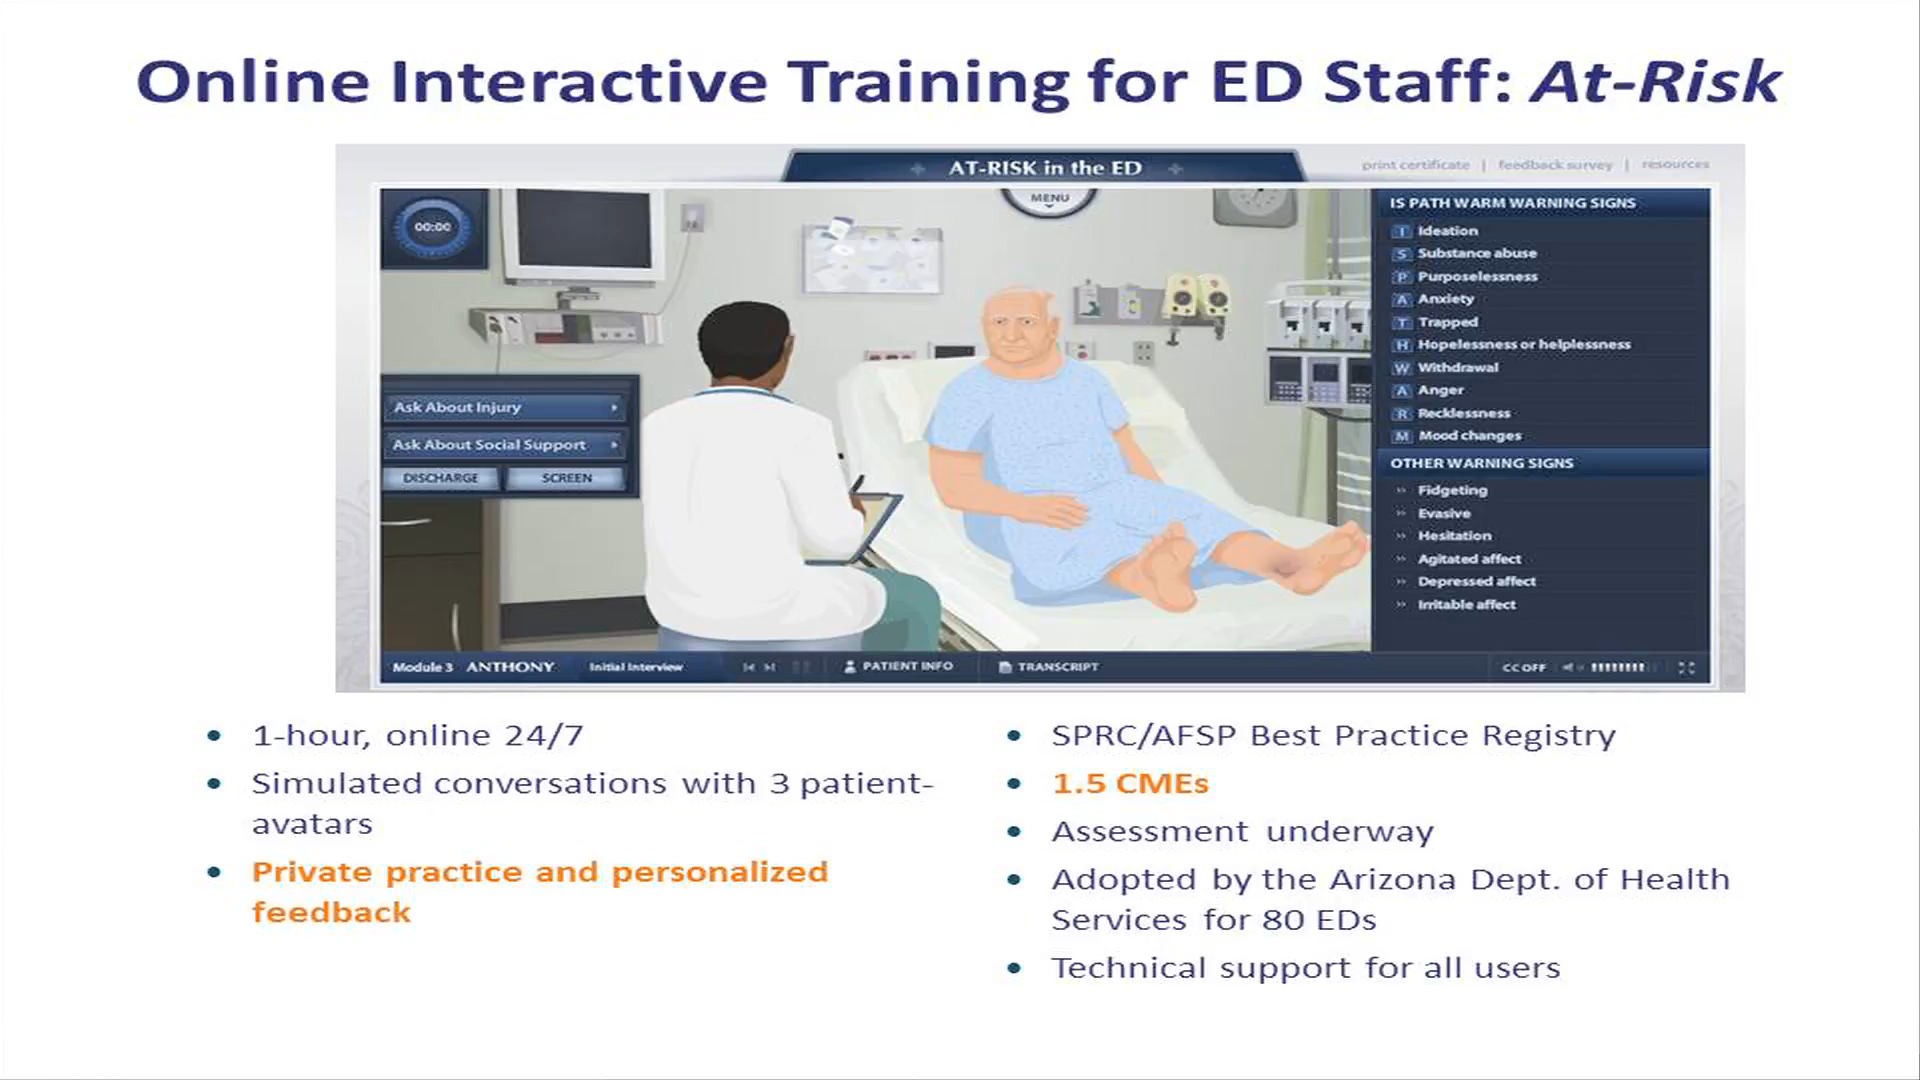 Online Interactive Training for ED Staff: At-Risk
AT-RISK in the ED
print certificate | feedback survey | resources
MENU
00:00
Ask About Injury
Ask About Social Support
DISCHARGE
SCREEN
IS PATH WARM WARNING SIGNS
I Ideation
S Substance abuse
P Purposelessness
A Anxiety
T Trapped
H Hopelessness or helplessness
W Withdrawal
A Anger
R Recklessness
M Mood changes
OTHER WARNING SIGNS
Fidgeting
Evasive
Hesitation
Agitated affect
Depressed affect
Irritable affect
Module 3 ANTHONY Initial Interview PATIENT INFO TRANSCRIPT CC OFF
• 1-hour, online 24/7
• Simulated conversations with 3 patient-
avatars
• Private practice and personalized
feedback
• SPRC/AFSP Best Practice Registry
• 1.5 CMEs
• Assessment underway
• Adopted by the Arizona Dept. of Health
Services for 80 EDs
• Technical support for all users